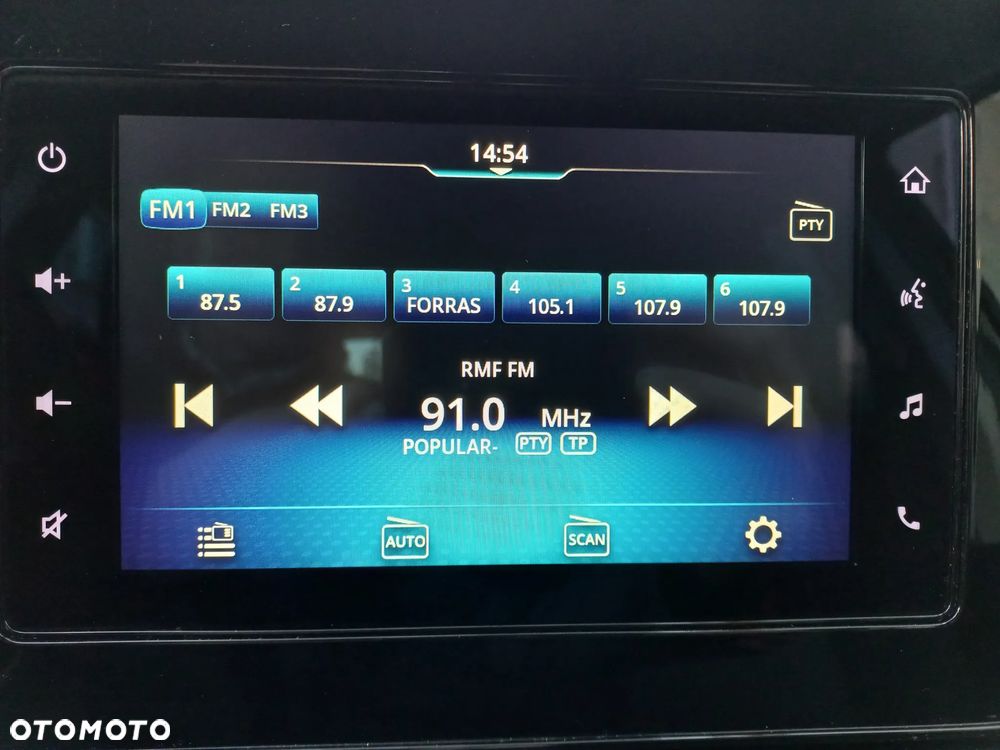 14:54
FM1 FM2 FM3
PTY
1 87.5
2 87.9
3 FORRAS
4 105.1
5 107.9
6 107.9
RMF FM
91.0 MHz
POPULAR- PTY TP
AUTO
SCAN
OTOMOTO